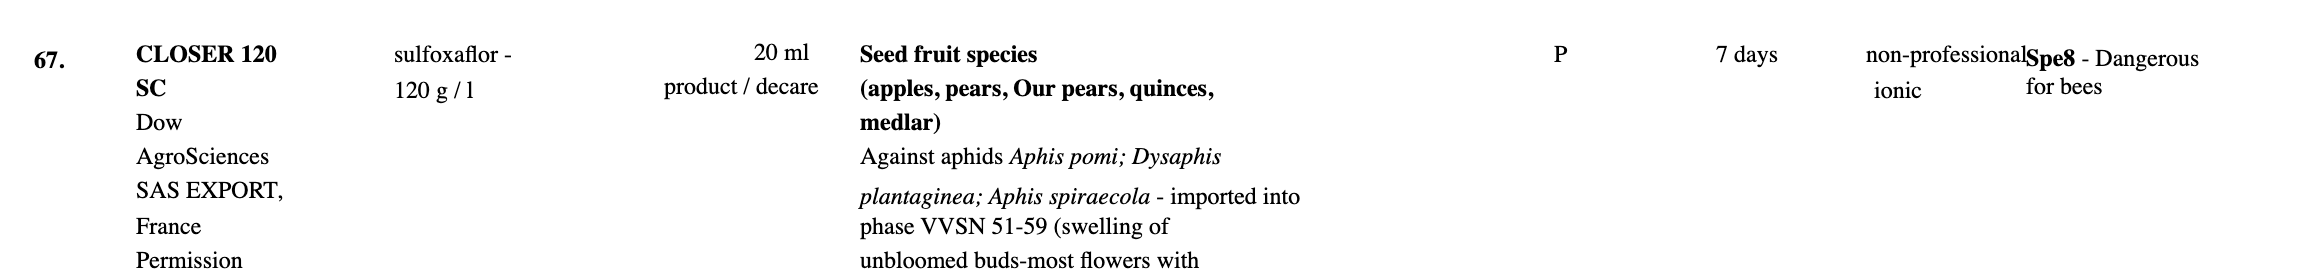 67.
CLOSER 120
SC
Dow
AgroSciences
SAS EXPORT,
France
Permission
sulfoxaflor -
120 g / l
20 ml
product / decare
Seed fruit species
(apples, pears, Our pears, quinces,
medlar)
Against aphids Aphis pomi; Dysaphis
plantaginea; Aphis spiraecola - imported into
phase VVSN 51-59 (swelling of
unbloomed buds-most flowers with
P
7 days
non-professional
ionic
Spe8 - Dangerous
for bees